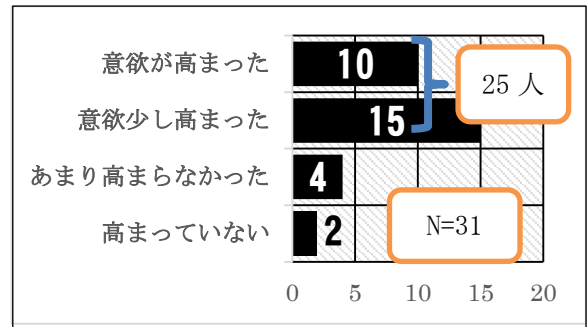 意欲が高まった 10
25 人
意欲少し高まった 15
あまり高まらなかった 4
高まっていない 2
N=31
0 5 10 15 20